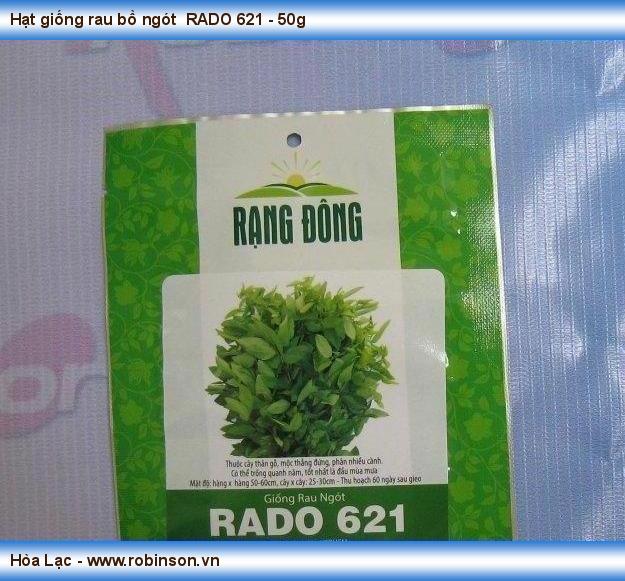 Hạt giống rau bồ ngót  RADO 621 - 50g
RẠNG ĐÔNG
Thuộc cây thân gỗ, mọc thẳng đứng, phân nhiều cành.
Có thể trồng quanh năm, tốt nhất là đầu mùa mưa
Mật độ: hàng x hàng 50-60cm, cây x cây: 25-30cm - Thu hoạch 60 ngày sau gieo
Giống Rau Ngót
RADO 621
Hòa Lạc - www.robinson.vn